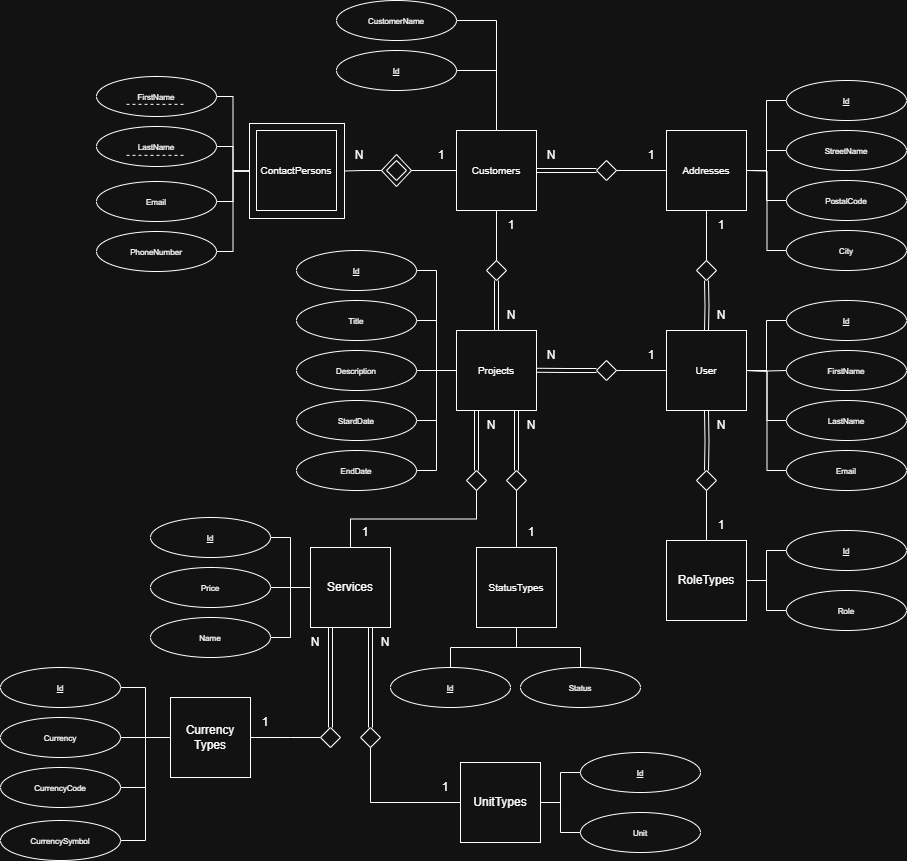 CustomerName
Id
FirstName
LastName
Email
PhoneNumber
ContactPersons
N
1
Customers
N
1
Addresses
Id
StreetName
PostalCode
City
1
1
N
N
Id
Title
Description
StardDate
EndDate
Projects
N
1
User
Id
FirstName
LastName
Email
N
N
N
1
1
1
Id
Price
Name
Services
StatusTypes
RoleTypes
Id
Role
N
N
Id
Status
Id
Currency
CurrencyCode
CurrencySymbol
Currency
Types
1
1
UnitTypes
Id
Unit